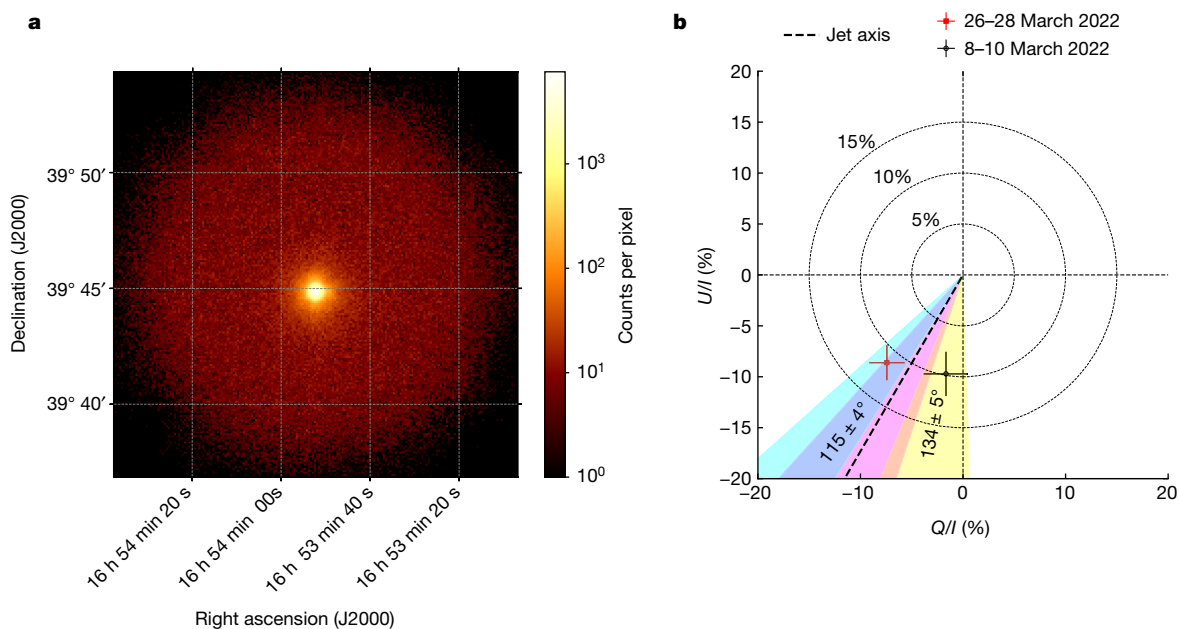 a
Declination (J2000)
39° 50′
39° 45′
39° 40′
16 h 54 min 20 s
16 h 54 min 00s
16 h 53 min 40 s
16 h 53 min 20 s
Right ascension (J2000)
10³
10²
10¹
10⁰
Counts per pixel
b
Jet axis
26–28 March 2022
8–10 March 2022
U/I (%)
20
15
10
5
0
−5
−10
−15
−20
15%
10%
5%
115 ± 4°
134 ± 5°
−20
−10
0
10
20
Q/I (%)